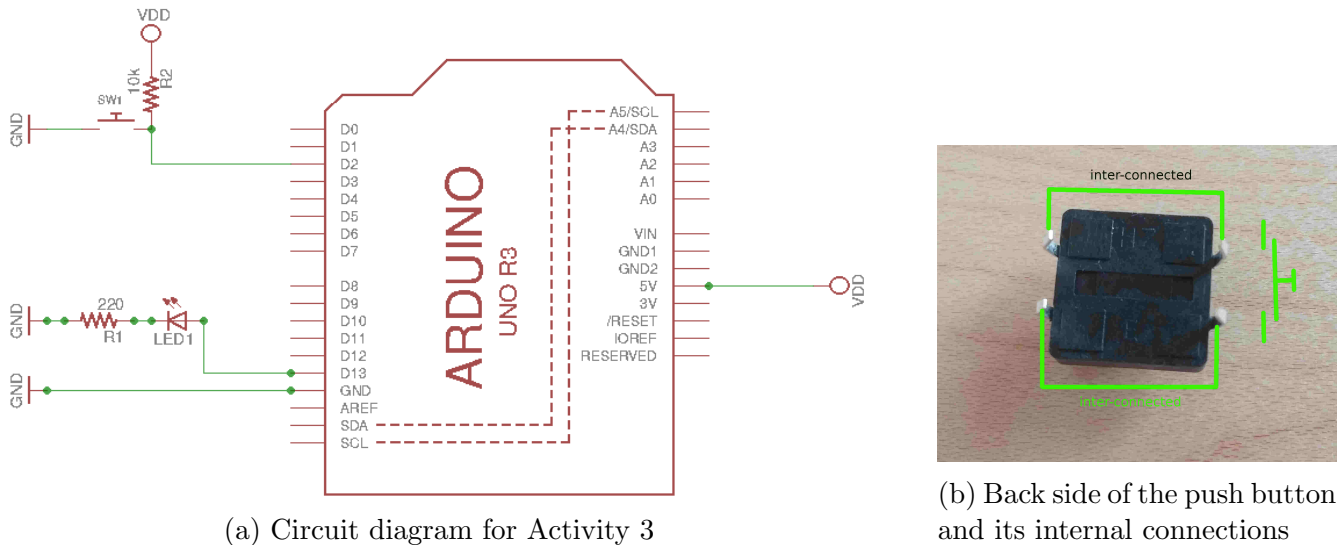 VDD
10k
R2
SW1
GND
D0
D1
D2
D3
D4
D5
D6
D7
D8
D9
D10
D11
D12
D13
GND
AREF
SDA
SCL
ARDUINO
UNO R3
A5/SCL
A4/SDA
A3
A2
A1
A0
VIN
GND1
GND2
5V
3V
/RESET
IOREF
RESERVED
VDD
GND
220
R1
LED1
GND
(a) Circuit diagram for Activity 3
inter-connected
inter-connected
(b) Back side of the push button
and its internal connections